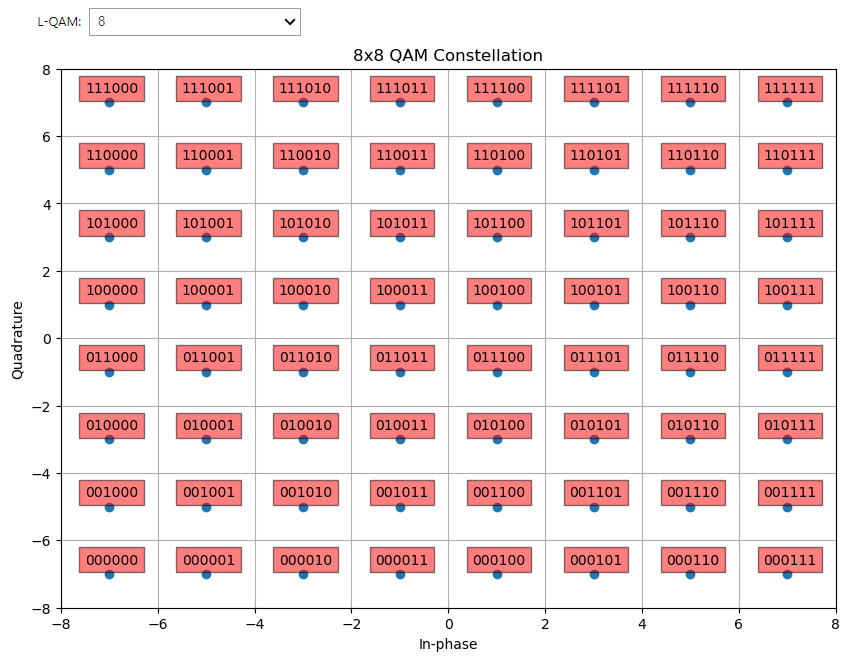 L-QAM: 8
8x8 QAM Constellation
8
111000 111001 111010 111011 111100 111101 111110 111111
6
110000 110001 110010 110011 110100 110101 110110 110111
4
101000 101001 101010 101011 101100 101101 101110 101111
2
100000 100001 100010 100011 100100 100101 100110 100111
Quadrature
0
011000 011001 011010 011011 011100 011101 011110 011111
−2
010000 010001 010010 010011 010100 010101 010110 010111
−4
001000 001001 001010 001011 001100 001101 001110 001111
−6
000000 000001 000010 000011 000100 000101 000110 000111
−8
−8 −6 −4 −2 0 2 4 6 8
In-phase